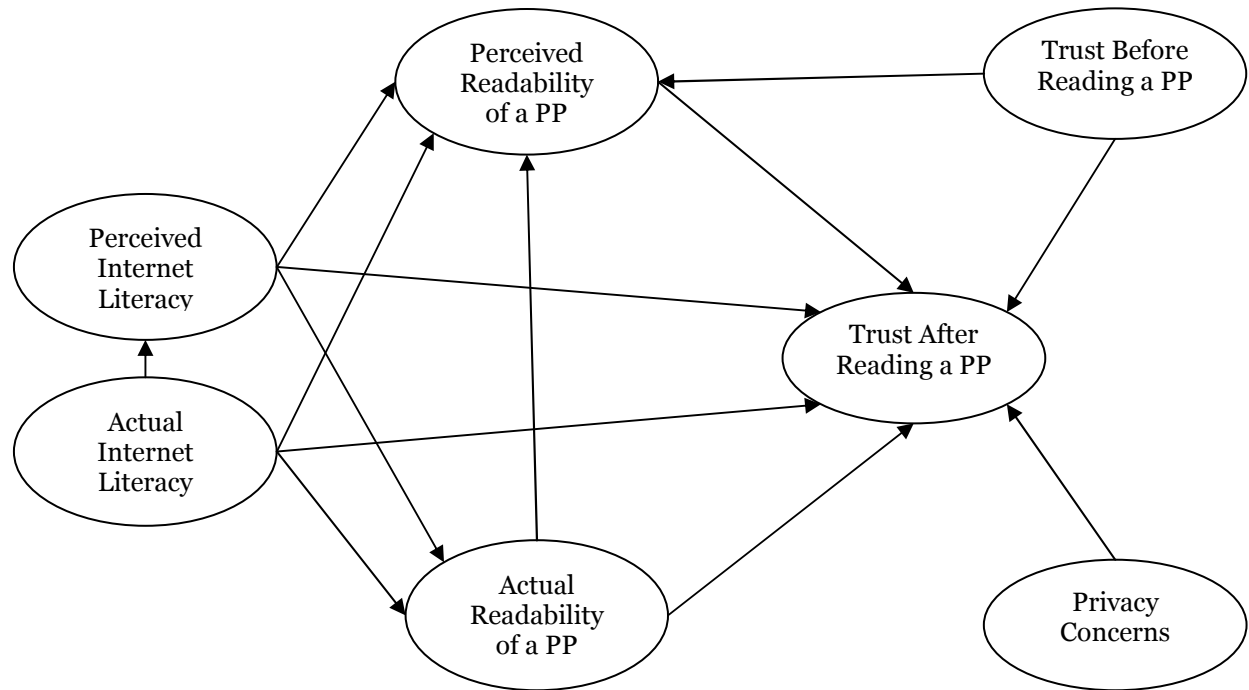 Perceived
Readability
of a PP
Trust Before
Reading a PP
Perceived
Internet
Literacy
Trust After
Reading a PP
Actual
Internet
Literacy
Actual
Readability
of a PP
Privacy
Concerns